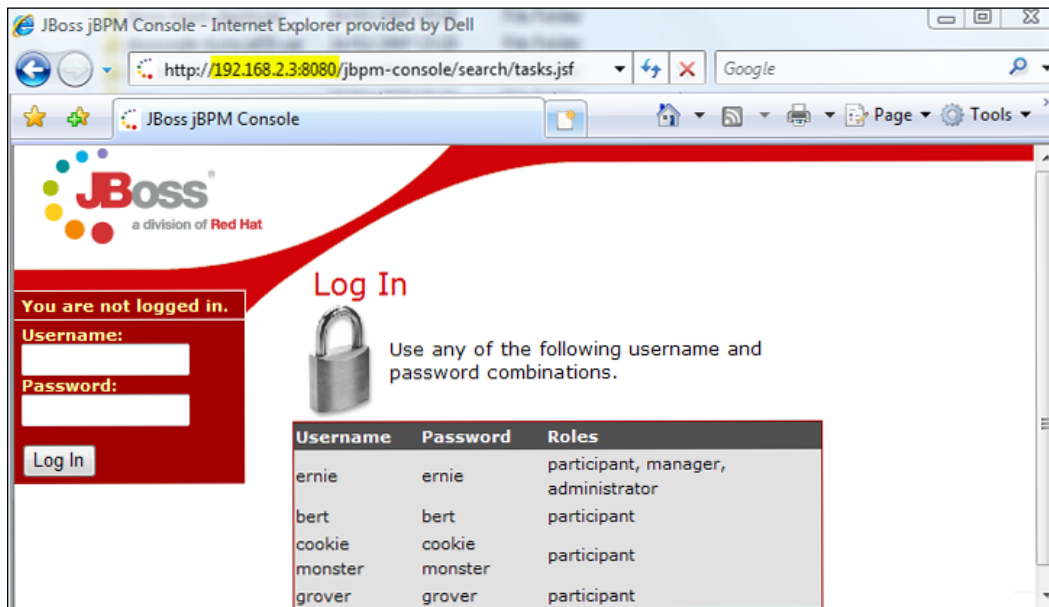 JBoss jBPM Console - Internet Explorer provided by Dell
http://192.168.2.3:8080/jbpm-console/search/tasks.jsf
Google
JBoss jBPM Console
Page
Tools
JBoss®
a division of Red Hat
Log In
You are not logged in.
Username:
Password:
Log In
Use any of the following username and
password combinations.
Username Password Roles
ernie ernie participant, manager,
administrator
bert bert participant
cookie cookie
monster monster participant
grover grover participant